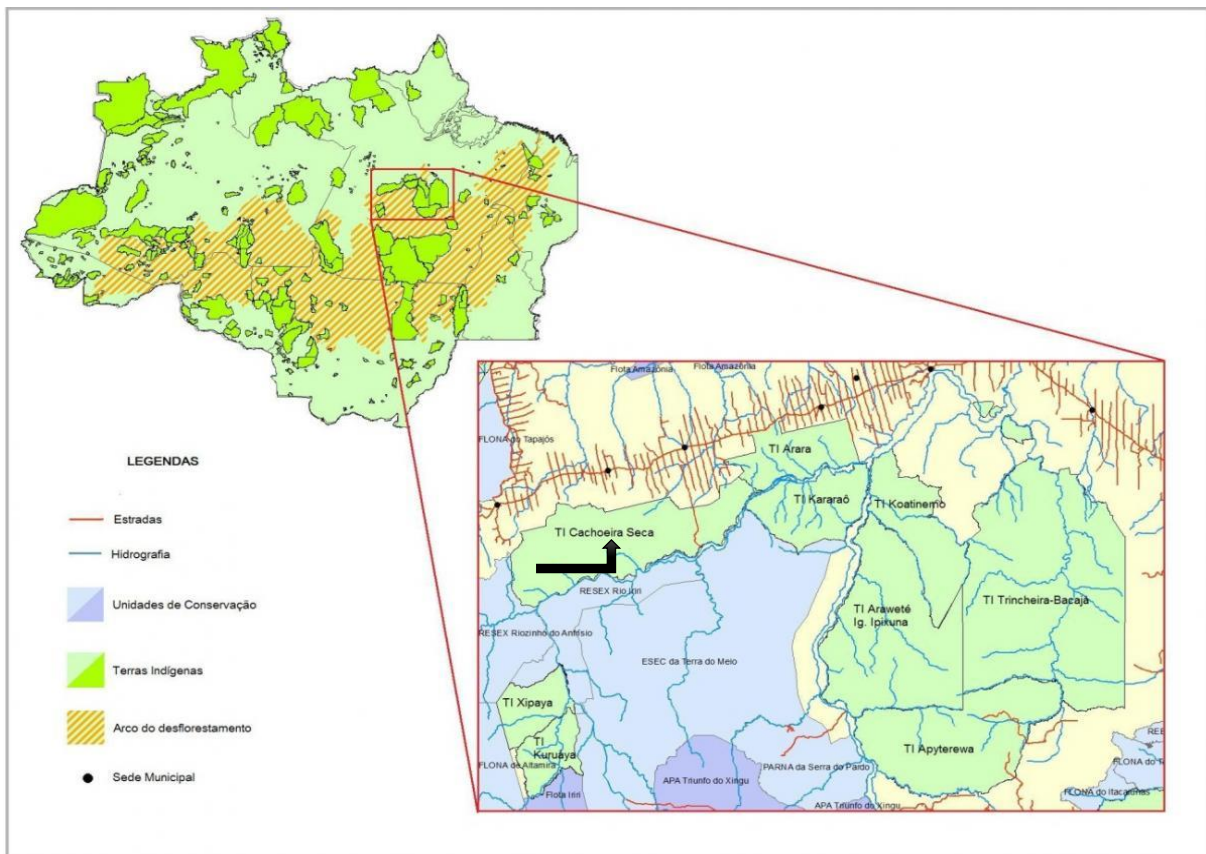 LEGENDAS
Estradas
Hidrografia
Unidades de Conservação
Terras Indígenas
Arco do desflorestamento
Sede Municipal
Flota Amazônia
Flota Amazônia
FLONA do Tapajós
TI Arara
TI Kararaô
TI Koatinemo
TI Cachoeira Seca
RESEX Rio Iriri
TI Trincheira-Bacajá
TI Araweté
Ig. Ipixuna
RESEX Riozinho do Anfrísio
ESEC da Terra do Meio
TI Xipaya
TI
Kuruaya
TI Apyterewa
FLONA de Altamira
PARNA da Serra do Pardo
APA Triunfo do Xingu
Flota Iriri
APA Triunfo do Xingu
FLONA do Itacaiunas